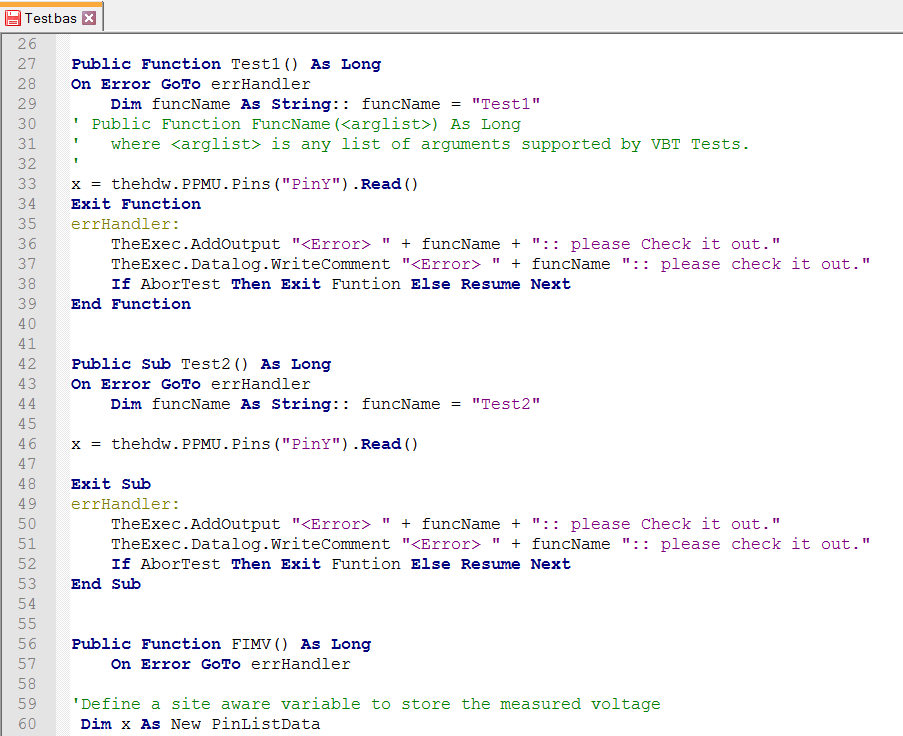 Test.bas
26
27 Public Function Test1() As Long
28 On Error GoTo errHandler
29     Dim funcName As String:: funcName = "Test1"
30 ' Public Function FuncName(<arglist>) As Long
31 '   where <arglist> is any list of arguments supported by VBT Tests.
32 '
33 x = thehdw.PPMU.Pins("PinY").Read()
34 Exit Function
35 errHandler:
36     TheExec.AddOutput "<Error> " + funcName + ":: please Check it out."
37     TheExec.Datalog.WriteComment "<Error> " + funcName ":: please check it out."
38     If AborTest Then Exit Funtion Else Resume Next
39 End Function
40
41
42 Public Sub Test2() As Long
43 On Error GoTo errHandler
44     Dim funcName As String:: funcName = "Test2"
45
46 x = thehdw.PPMU.Pins("PinY").Read()
47
48 Exit Sub
49 errHandler:
50     TheExec.AddOutput "<Error> " + funcName + ":: please Check it out."
51     TheExec.Datalog.WriteComment "<Error> " + funcName ":: please check it out."
52     If AborTest Then Exit Funtion Else Resume Next
53 End Sub
54
55
56 Public Function FIMV() As Long
57     On Error GoTo errHandler
58
59 'Define a site aware variable to store the measured voltage
60  Dim x As New PinListData